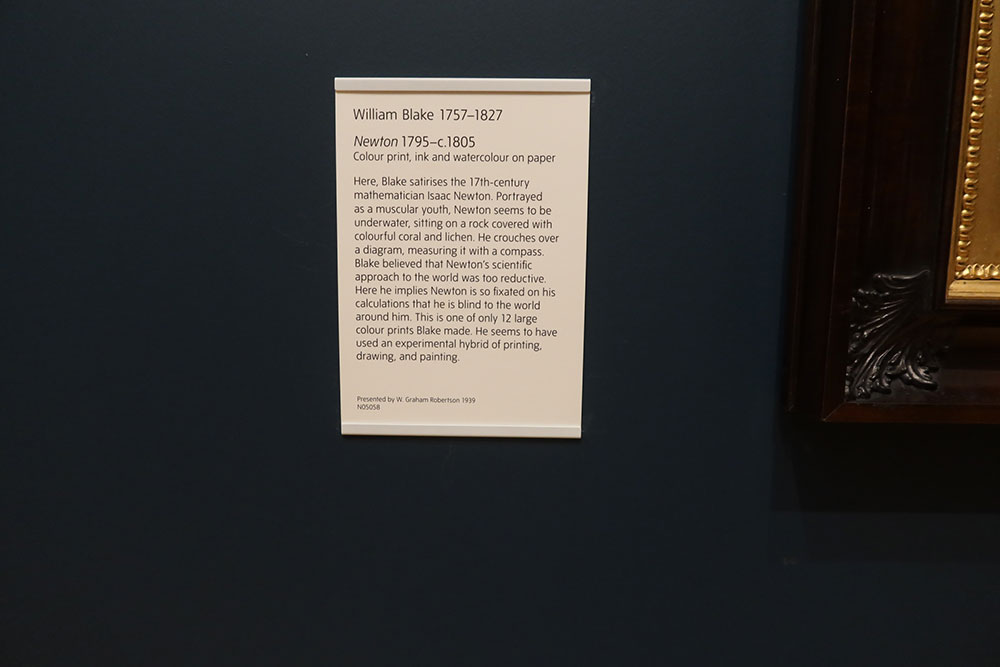 William Blake 1757–1827
Newton 1795–c.1805
Colour print, ink and watercolour on paper
Here, Blake satirises the 17th-century
mathematician Isaac Newton. Portrayed
as a muscular youth, Newton seems to be
underwater, sitting on a rock covered with
colourful coral and lichen. He crouches over
a diagram, measuring it with a compass.
Blake believed that Newton's scientific
approach to the world was too reductive.
Here he implies Newton is so fixated on his
calculations that he is blind to the world
around him. This is one of only 12 large
colour prints Blake made. He seems to have
used an experimental hybrid of printing,
drawing, and painting.
Presented by W. Graham Robertson 1939
N05058